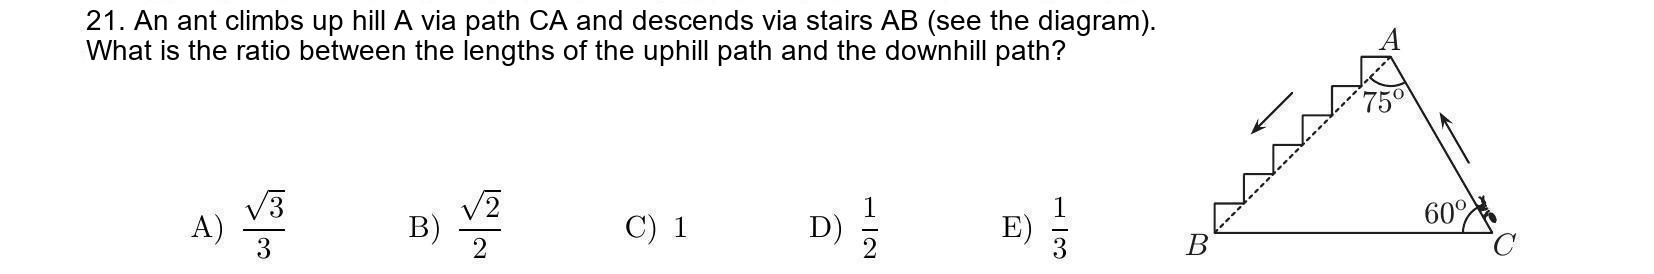 21. An ant climbs up hill A via path CA and descends via stairs AB (see the diagram).
What is the ratio between the lengths of the uphill path and the downhill path?
A) √3/3 B) √2/2 C) 1 D) 1/2 E) 1/3
A
75º
60º
B
C